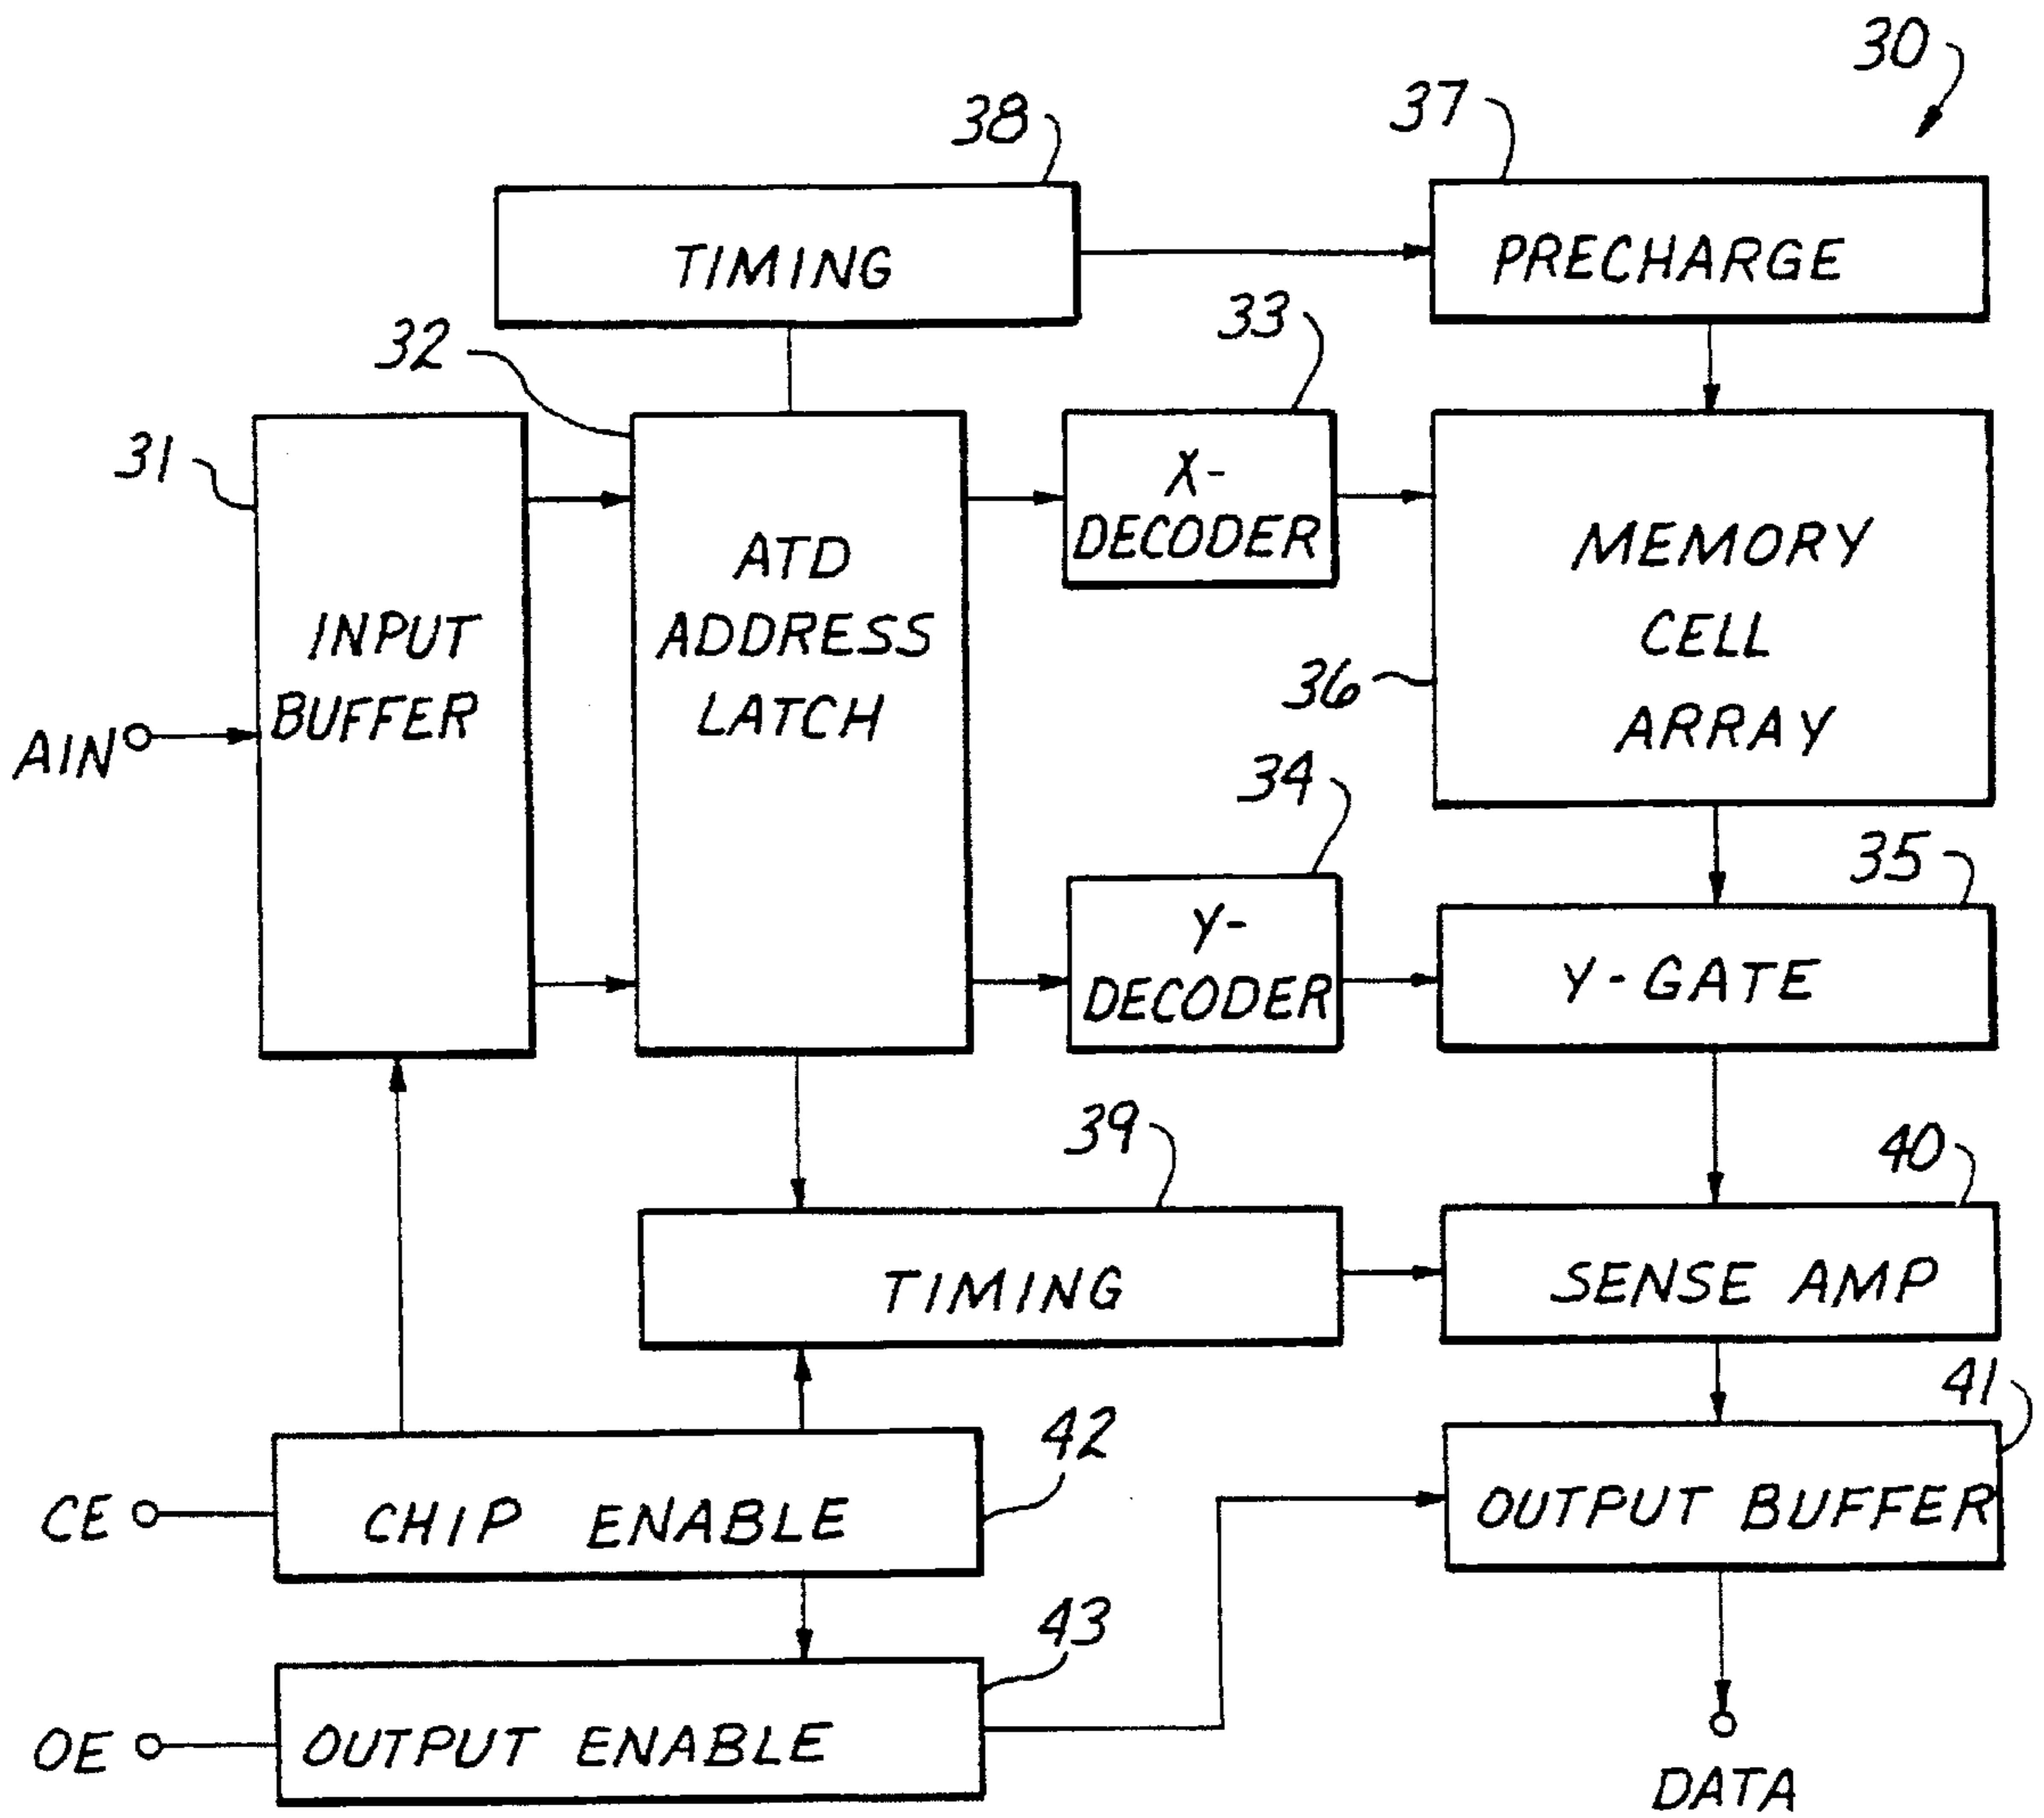 30
38
37
TIMING
PRECHARGE
32
33
31
X-
DECODER
ATD
ADDRESS
LATCH
INPUT
BUFFER
MEMORY
CELL
ARRAY
36
AIN
34
35
Y-
DECODER
Y-GATE
39
40
TIMING
SENSE AMP
41
42
CE
CHIP ENABLE
OUTPUT BUFFER
43
OE
OUTPUT ENABLE
DATA